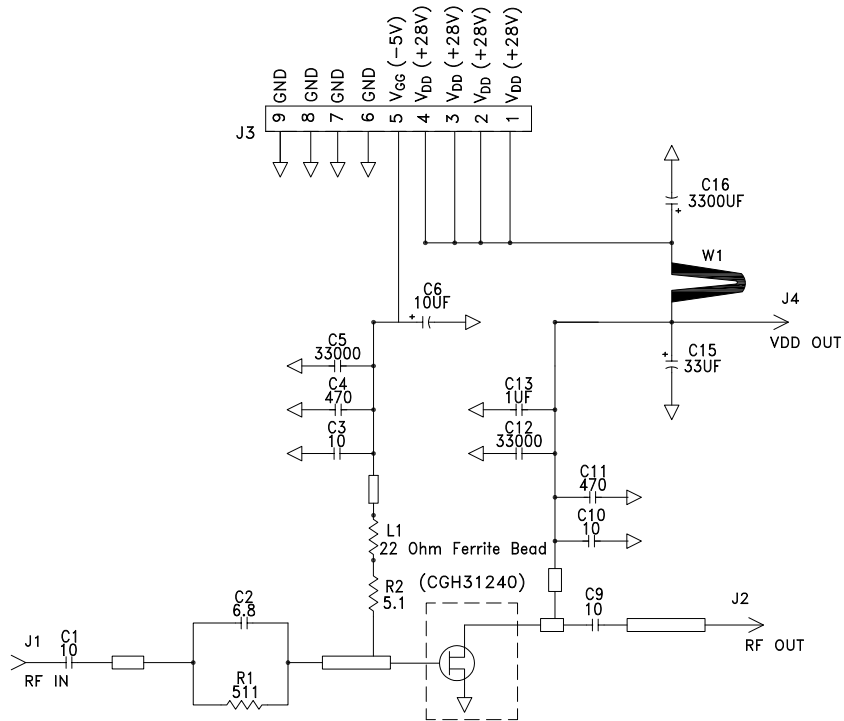 GND
GND
GND
GND
VGG (-5V)
VDD (+28V)
VDD (+28V)
VDD (+28V)
VDD (+28V)
9
8
7
6
5
4
3
2
1
J3
C16
3300UF
+
W1
J4
VDD OUT
C6
10UF
+
C5
33000
C15
33UF
+
C4
470
C13
1UF
C3
10
C12
33000
C11
470
C10
10
L1
22 Ohm Ferrite Bead
(CGH31240)
R2
5.1
C2
6.8
C9
10
J2
RF OUT
J1
RF IN
C1
10
R1
511